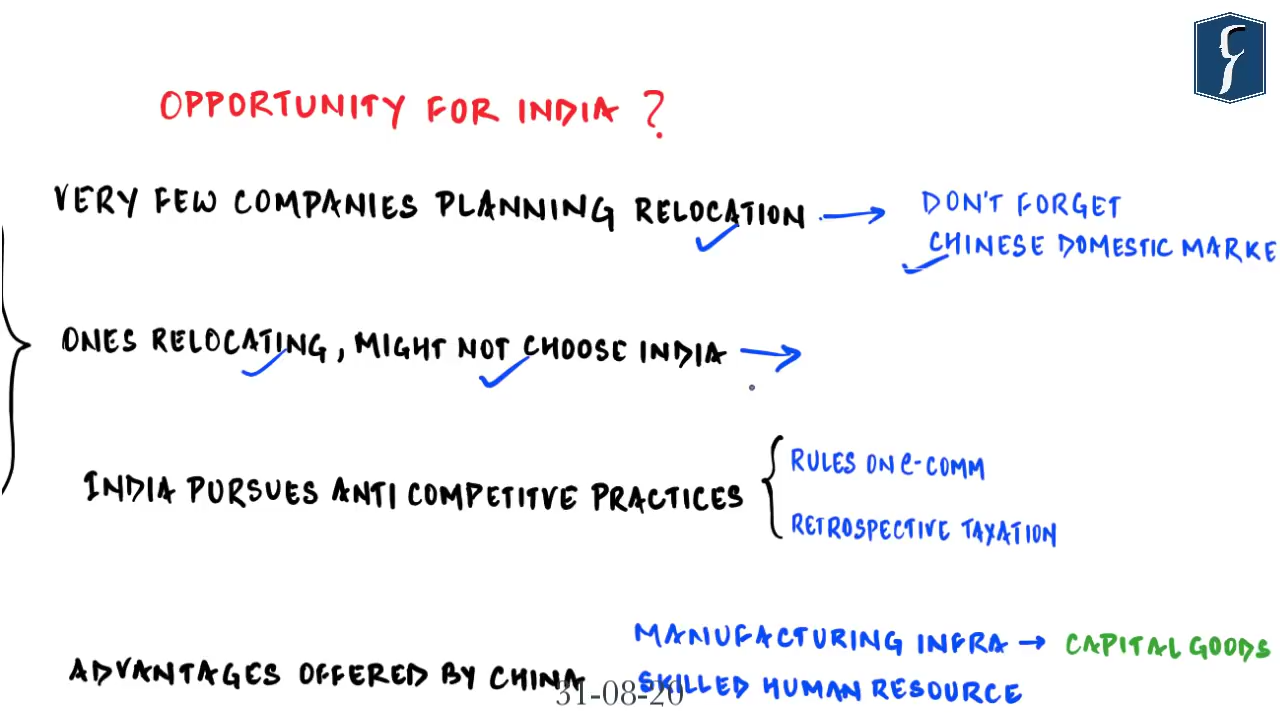 OPPORTUNITY FOR INDIA ?
VERY FEW COMPANIES PLANNING RELOCATION → DON'T FORGET
CHINESE DOMESTIC MARKE
ONES RELOCATING, MIGHT NOT CHOOSE INDIA →
RULES ON e-COMM
INDIA PURSUES ANTI COMPETITVE PRACTICES
RETROSPECTIVE TAXATION
MANUFACTURING INFRA → CAPITAL GOODS
ADVANTAGES OFFERED BY CHINA
SKILLED HUMAN RESOURCE
31-08-20